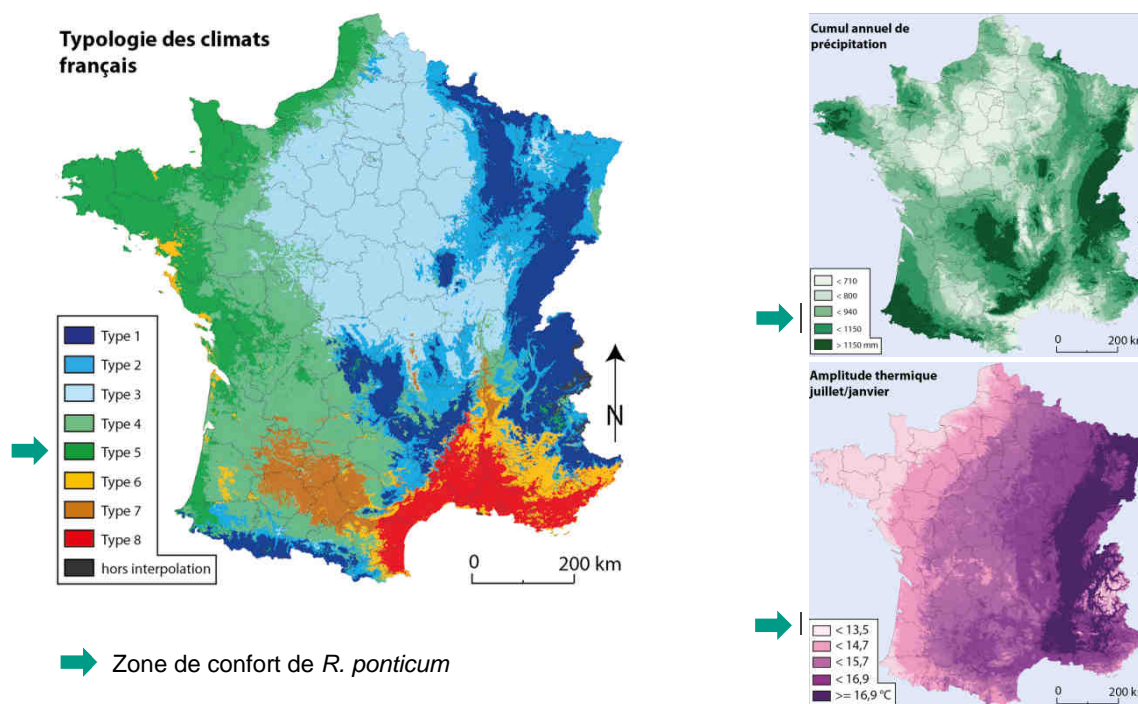 Typologie des climats
français
Type 1
Type 2
Type 3
Type 4
Type 5
Type 6
Type 7
Type 8
hors interpolation
N
0 200 km
Zone de confort de R. ponticum
Cumul annuel de
précipitation
< 710
< 800
< 940
< 1150
> 1150 mm
0 200 km
Amplitude thermique
juillet/janvier
< 13,5
< 14,7
< 15,7
< 16,9
>= 16,9 °C
0 200 km